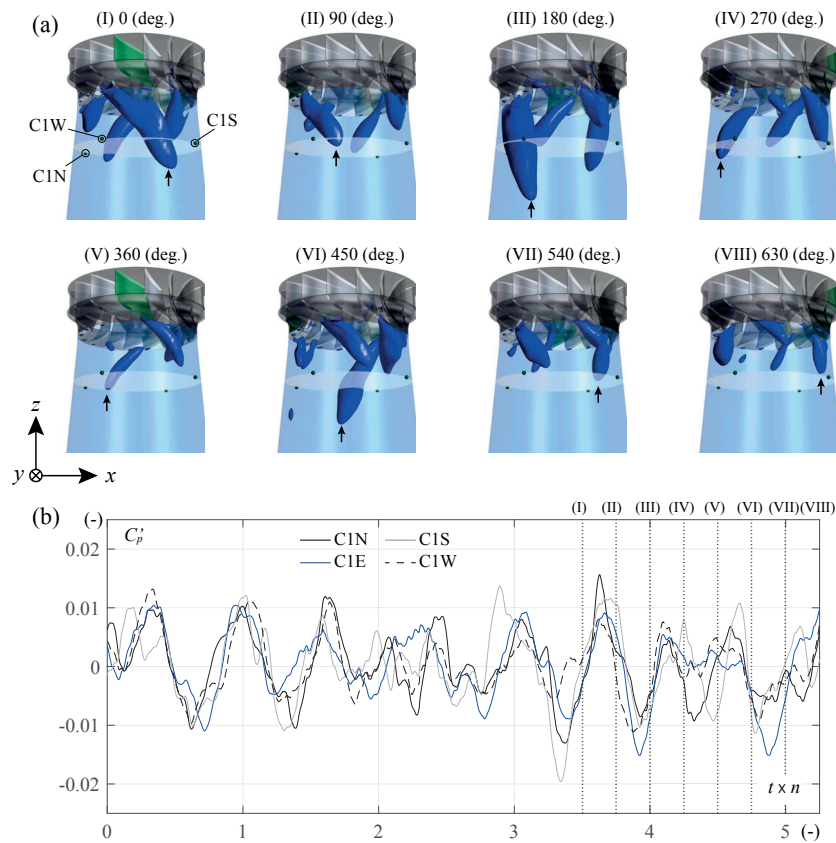 (a)
(I) 0 (deg.)
(II) 90 (deg.)
(III) 180 (deg.)
(IV) 270 (deg.)
C1W
C1S
C1N
(V) 360 (deg.)
(VI) 450 (deg.)
(VII) 540 (deg.)
(VIII) 630 (deg.)
z
y
x
(b)
(-)
(I) (II) (III) (IV) (V) (VI) (VII) (VIII)
0.02
0.01
0
-0.01
-0.02
C'p
C1N
C1S
C1E
C1W
t × n
0 1 2 3 4 5 (-)